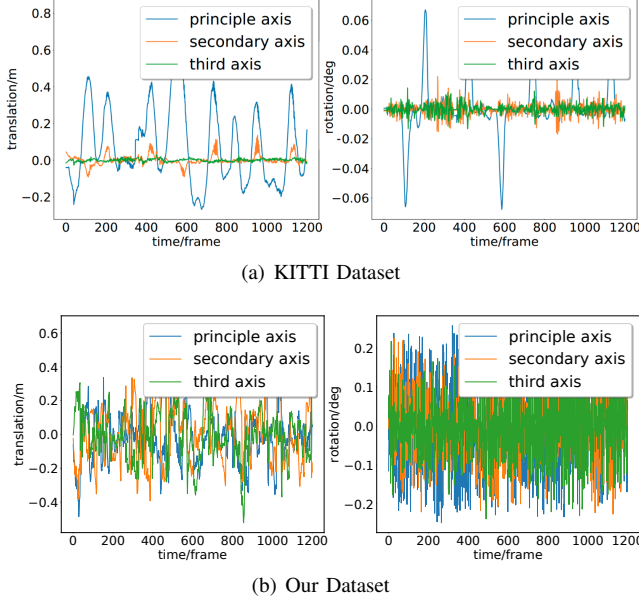 0.8
0.6
0.4
0.2
0.0
−0.2
translation/m
principle axis
secondary axis
third axis
0 200 400 600 800 1000 1200
time/frame
0.06
0.04
0.02
0.00
−0.02
−0.04
−0.06
rotation/deg
principle axis
secondary axis
third axis
0 200 400 600 800 1000 1200
time/frame
(a) KITTI Dataset
0.6
0.4
0.2
0.0
−0.2
−0.4
translation/m
principle axis
secondary axis
third axis
0 200 400 600 800 1000 1200
time/frame
0.2
0.1
0.0
−0.1
−0.2
rotation/deg
principle axis
secondary axis
third axis
0 200 400 600 800 1000 1200
time/frame
(b) Our Dataset